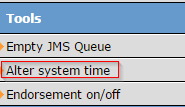 Tools
Empty JMS Queue
Alter system time
Endorsement on/off